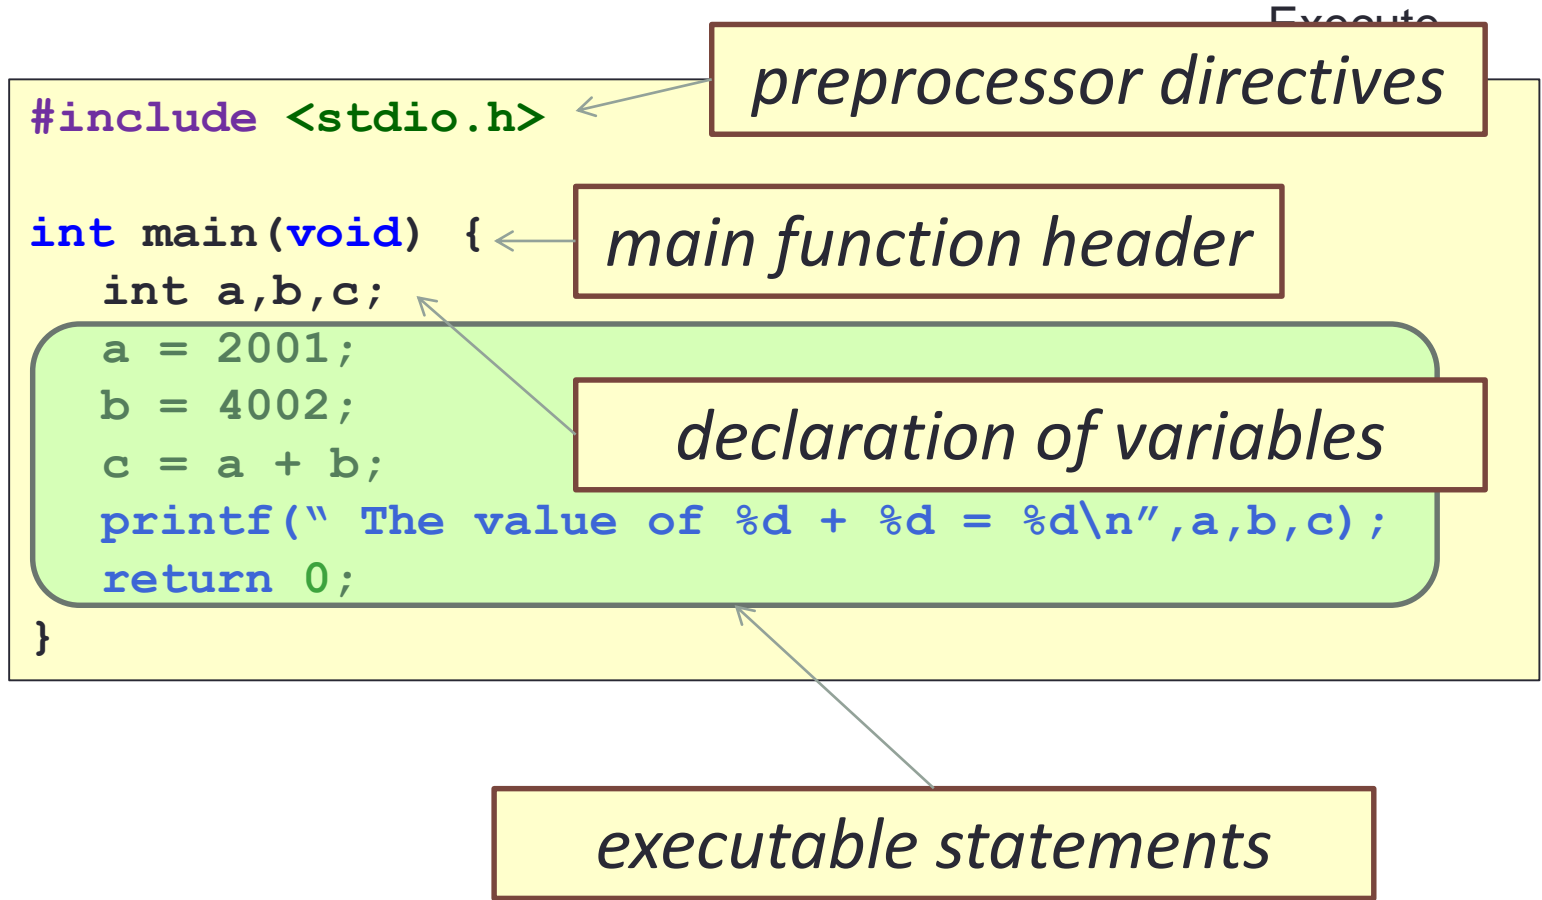 Execute
preprocessor directives
#include <stdio.h>
int main(void) {
main function header
int a,b,c;
a = 2001;
b = 4002;
declaration of variables
c = a + b;
printf(‟ The value of %d + %d = %d\n”,a,b,c);
return 0;
}
executable statements